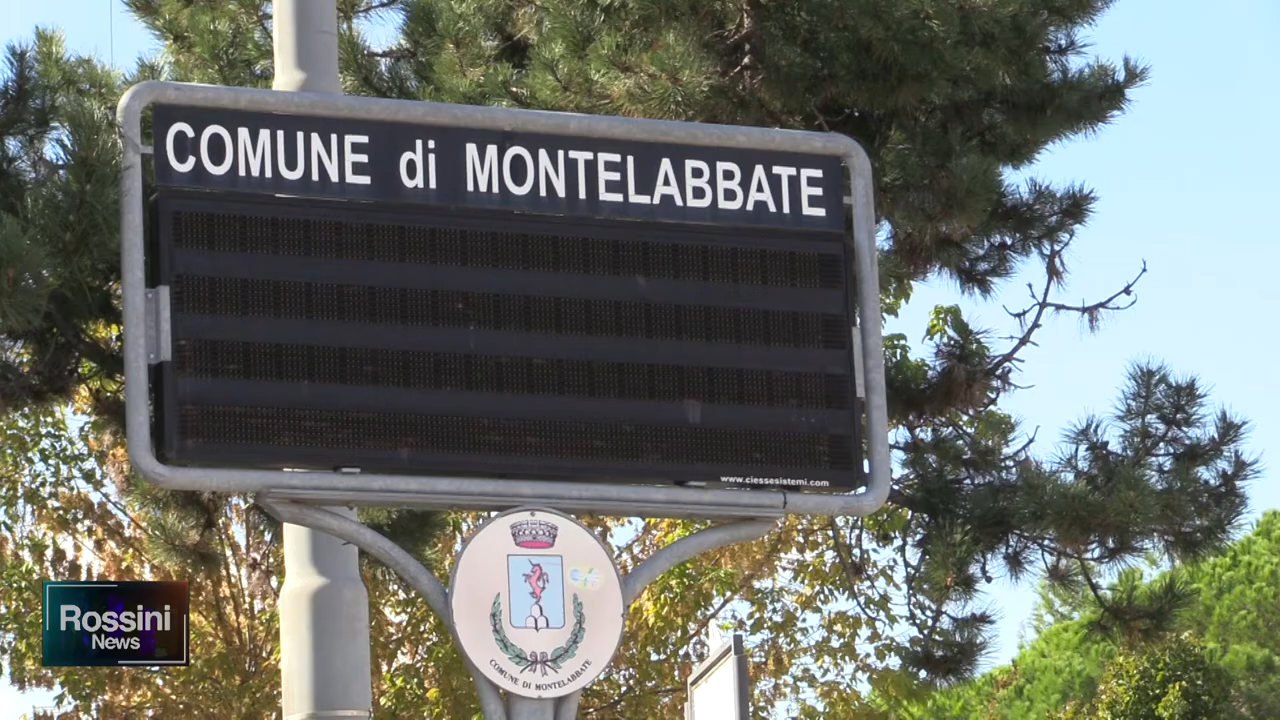 COMUNE di MONTELABBATE
www.ciessesistemi.com
COMUNE DI MONTELABBATE
Rossini
News